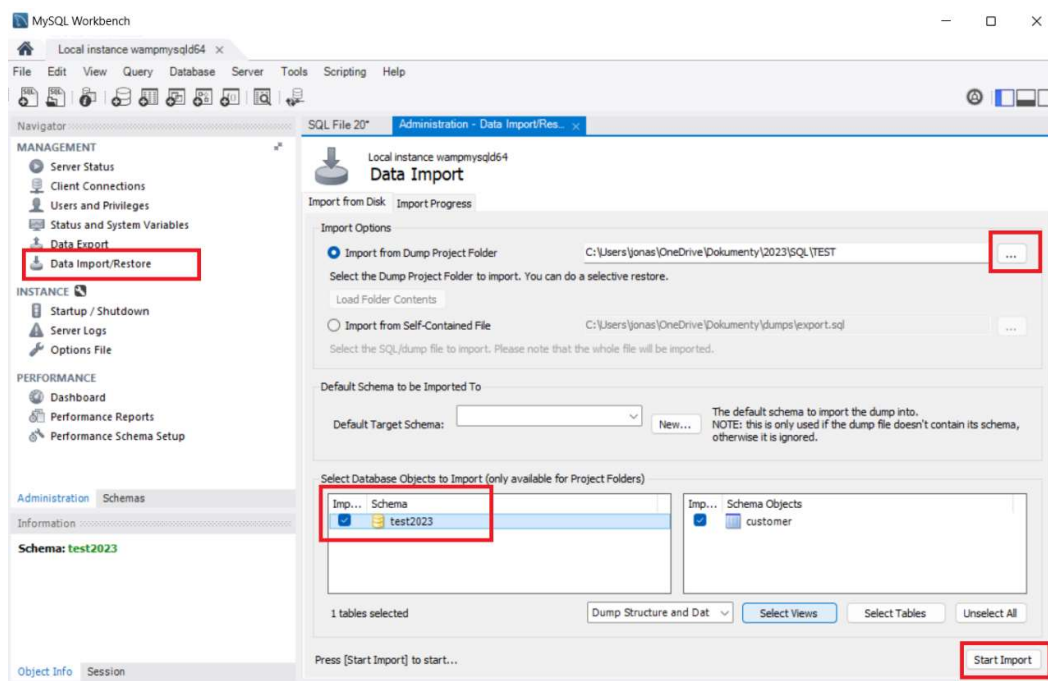 MySQL Workbench
Local instance wampmysqld64
File Edit View Query Database Server Tools Scripting Help
Navigator
MANAGEMENT
Server Status
Client Connections
Users and Privileges
Status and System Variables
Data Export
Data Import/Restore
INSTANCE
Startup / Shutdown
Server Logs
Options File
PERFORMANCE
Dashboard
Performance Reports
Performance Schema Setup
Administration Schemas
Information
Schema: test2023
Object Info Session
SQL File 20* Administration - Data Import/Res...
Local instance wampmysqld64
Data Import
Import from Disk Import Progress
Import Options
Import from Dump Project Folder C:\Users\jonas\OneDrive\Dokumenty\2023\SQL\TEST ...
Select the Dump Project Folder to import. You can do a selective restore.
Load Folder Contents
Import from Self-Contained File C:\Users\jonas\OneDrive\Dokumenty\dumps\export.sql ...
Select the SQL/dump file to import. Please note that the whole file will be imported.
Default Schema to be Imported To
Default Target Schema: New...
The default schema to import the dump into.
NOTE: this is only used if the dump file doesn't contain its schema,
otherwise it is ignored.
Select Database Objects to Import (only available for Project Folders)
Imp... Schema
test2023
Imp... Schema Objects
customer
1 tables selected Dump Structure and Dat Select Views Select Tables Unselect All
Press [Start Import] to start... Start Import